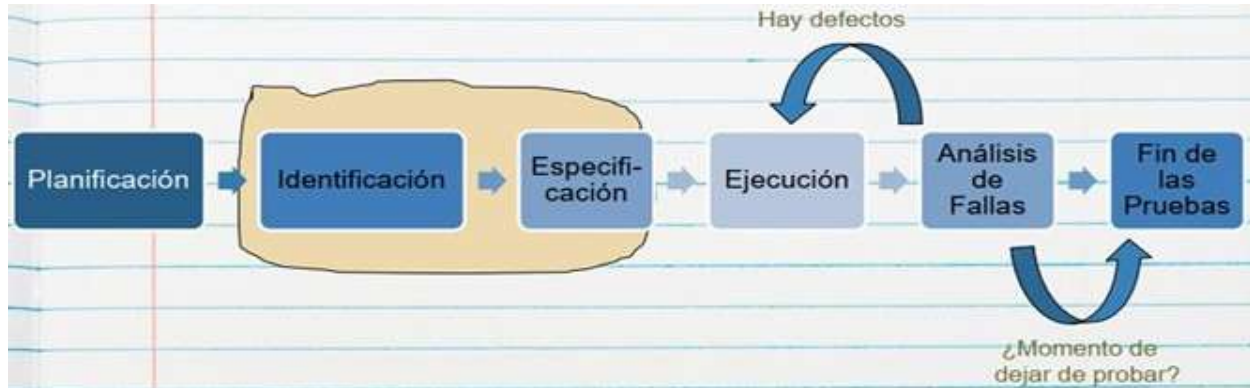 Hay defectos
Planificación
Identificación
Especifi-
cación
Ejecución
Análisis
de
Fallas
Fin de
las
Pruebas
¿Momento de
dejar de probar?